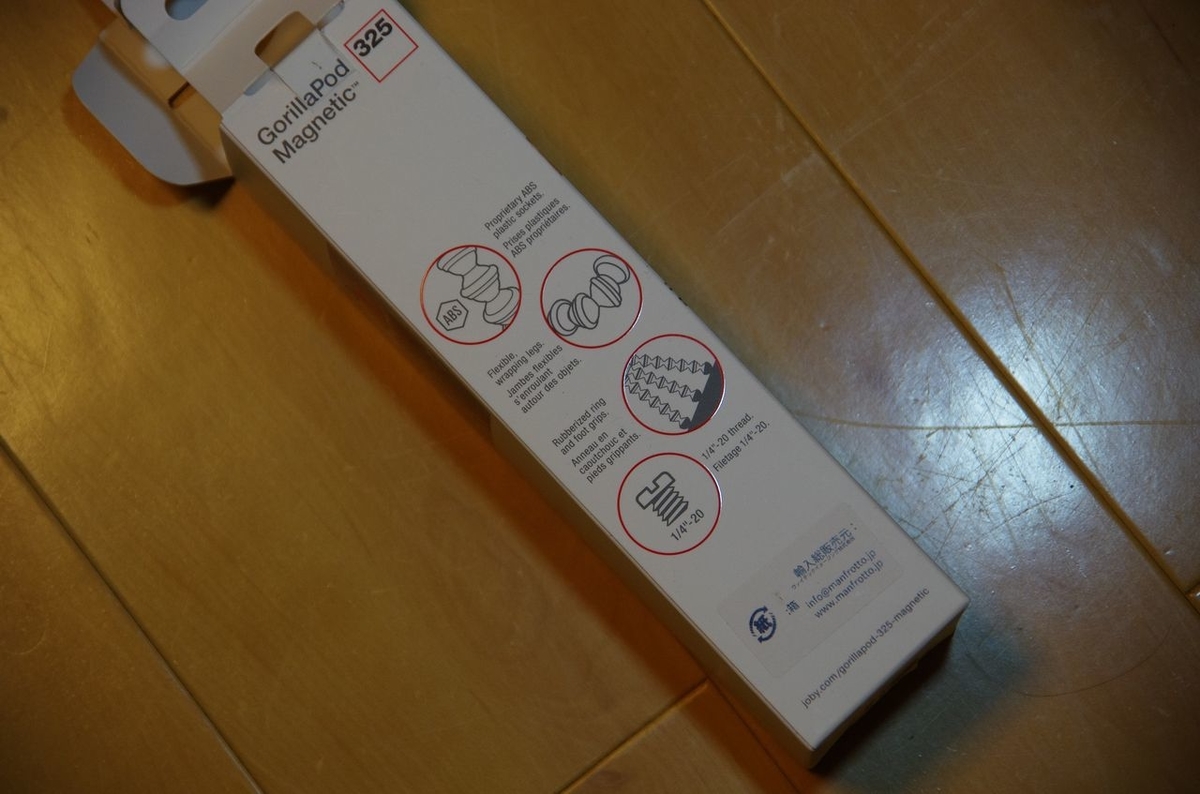 GorillaPod
Magnetic™
325
Proprietary ABS
plastic sockets.
Prises plastiques
ABS propriétaires.
ABS
Flexible,
wrapping legs.
Jambes flexibles
s'enroulant
autour des objets.
Rubberized ring
and foot grips.
Anneau en
caoutchouc et
pieds grippants.
1/4"-20 thread.
Filetage 1/4"-20.
1/4"-20
輸入総販売元：
紙
:箱
info@manfrotto.jp
www.manfrotto.jp
joby.com/gorillapod-325-magnetic